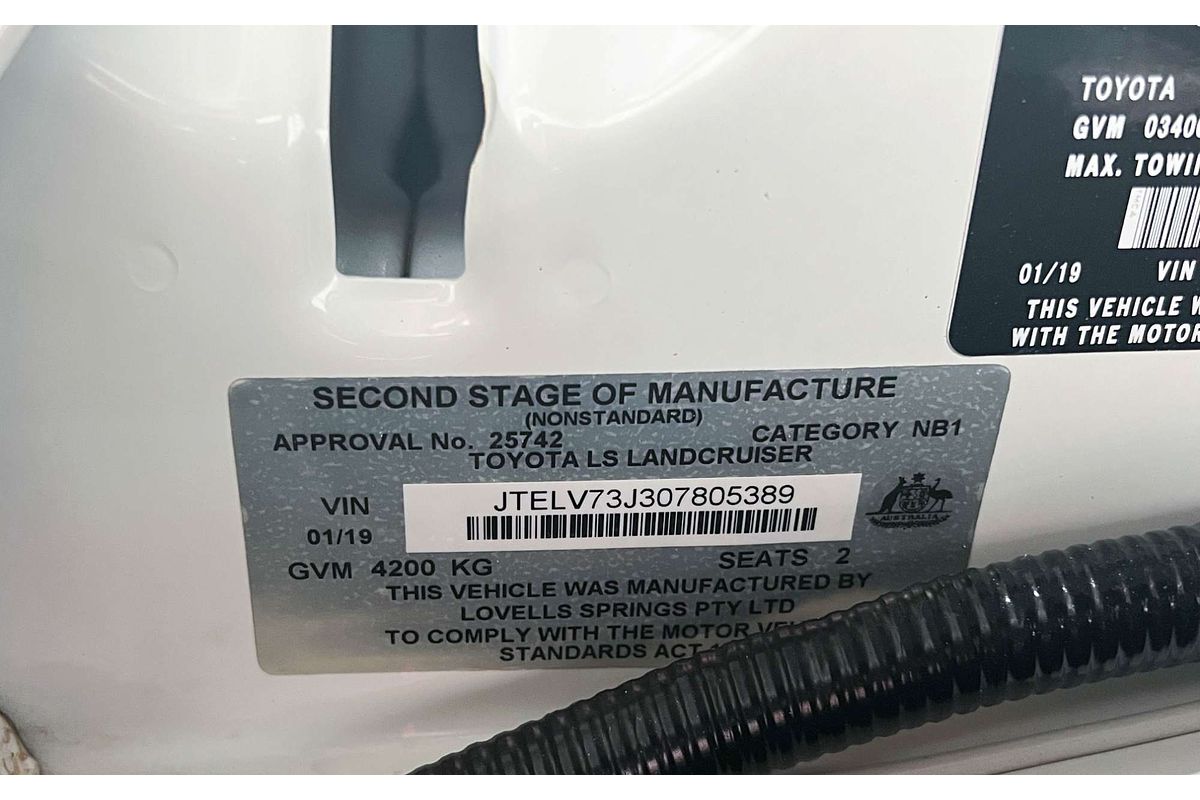 TOYOTA
GVM
MAX.
01/19 VIN
THIS VEHICLE
WITH THE MOTOR
SECOND STAGE OF MANUFACTURE
(NONSTANDARD)
APPROVAL No. 25742 CATEGORY NB1
TOYOTA LS LANDCRUISER
VIN JTELV73J307805389
01/19
AUSTRALIA
GVM 4200 KG SEATS 2
THIS VEHICLE WAS MANUFACTURED BY
LOVELLS SPRINGS PTY LTD
TO COMPLY WITH THE MOTOR
STANDARDS ACT